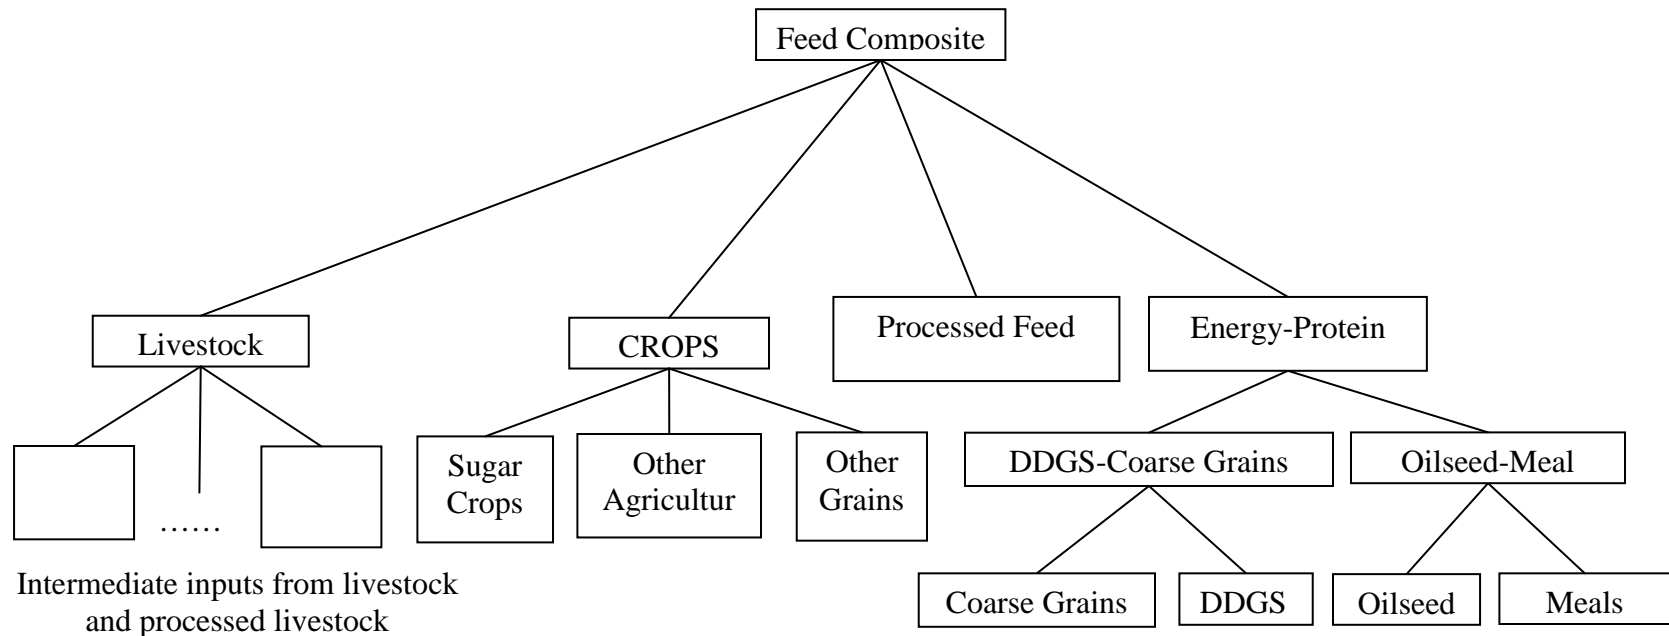 Feed Composite
Livestock
CROPS
Processed Feed
Energy-Protein
Sugar
Crops
Other
Agricultur
Other
Grains
DDGS-Coarse Grains
Oilseed-Meal
……
Coarse Grains
DDGS
Oilseed
Meals
Intermediate inputs from livestock
and processed livestock